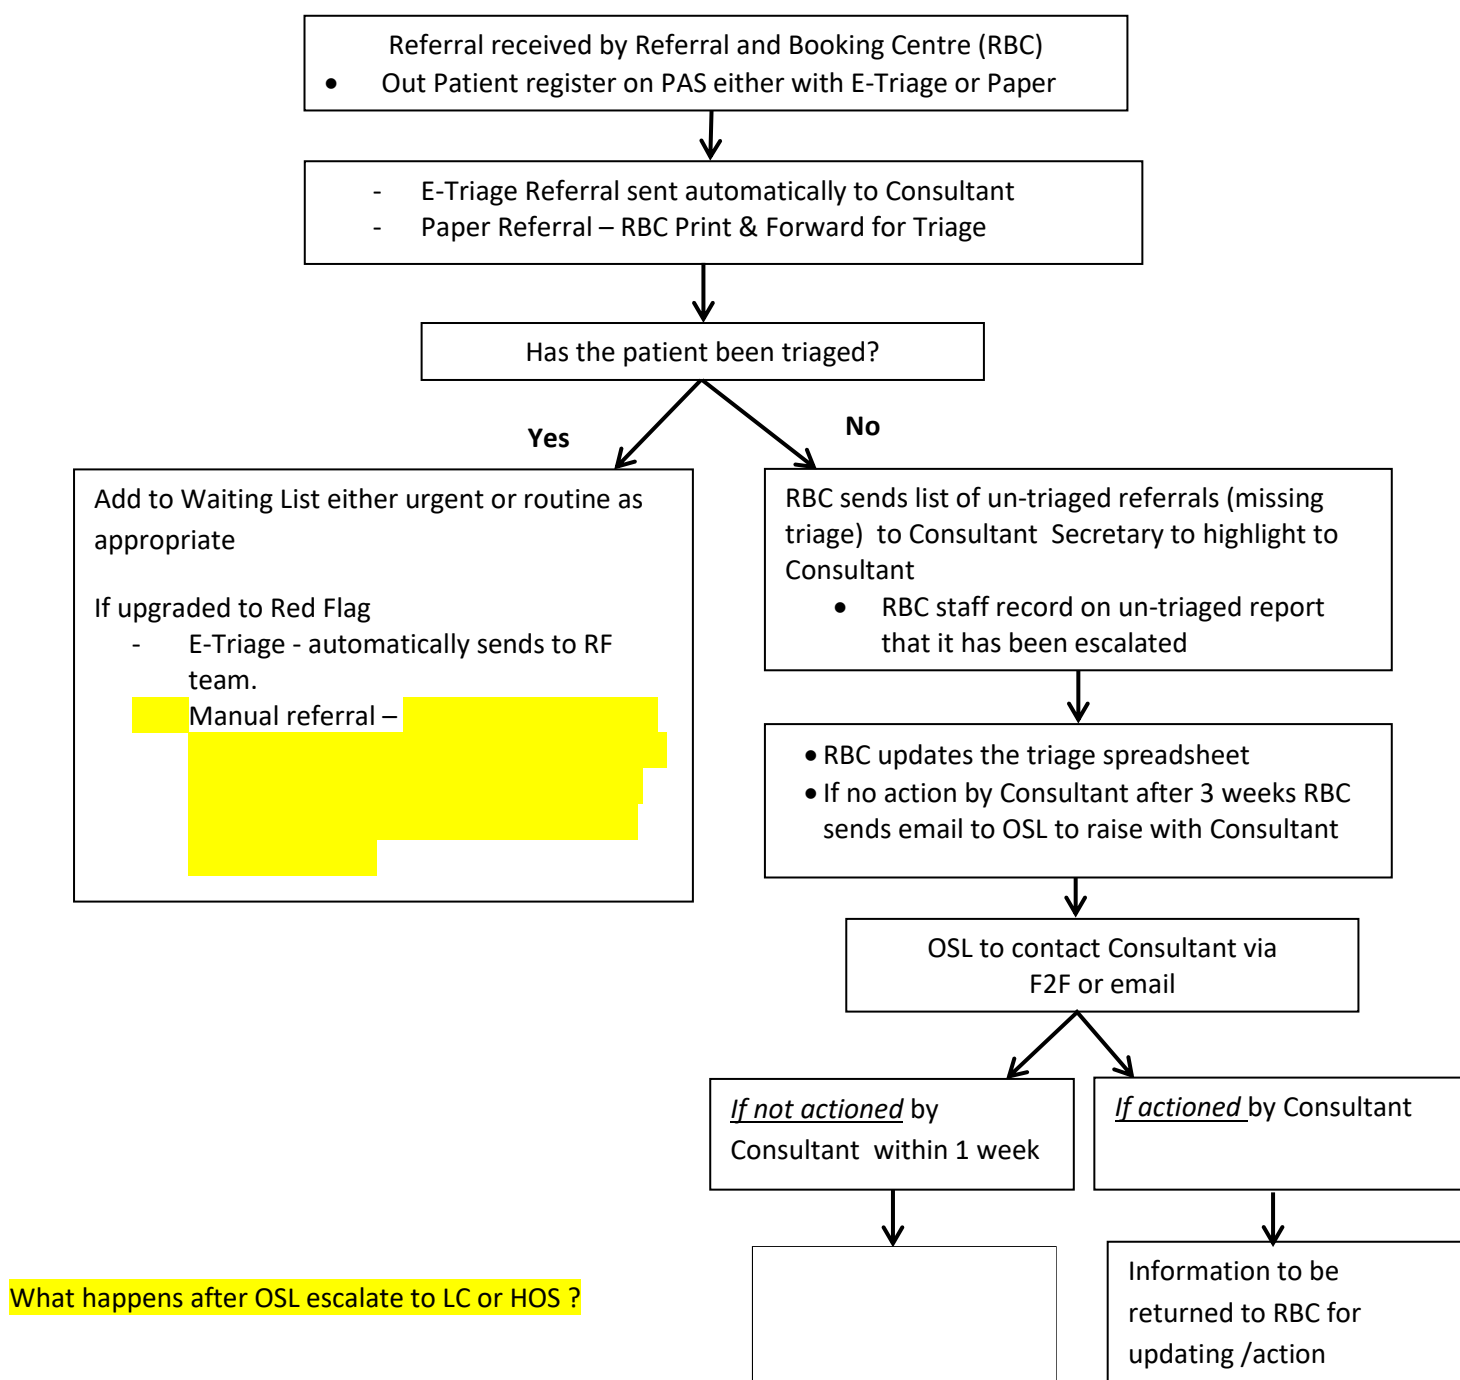 Referral received by Referral and Booking Centre (RBC)
• Out Patient register on PAS either with E-Triage or Paper
- E-Triage Referral sent automatically to Consultant
- Paper Referral – RBC Print & Forward for Triage
Has the patient been triaged?
Yes
No
Add to Waiting List either urgent or routine as
appropriate
If upgraded to Red Flag
- E-Triage - automatically sends to RF
team.
Manual referral –
RBC sends list of un-triaged referrals (missing
triage) to Consultant Secretary to highlight to
Consultant
• RBC staff record on un-triaged report
that it has been escalated
• RBC updates the triage spreadsheet
• If no action by Consultant after 3 weeks RBC
sends email to OSL to raise with Consultant
OSL to contact Consultant via
F2F or email
If not actioned by
Consultant within 1 week
If actioned by Consultant
Information to be
returned to RBC for
updating /action
What happens after OSL escalate to LC or HOS ?